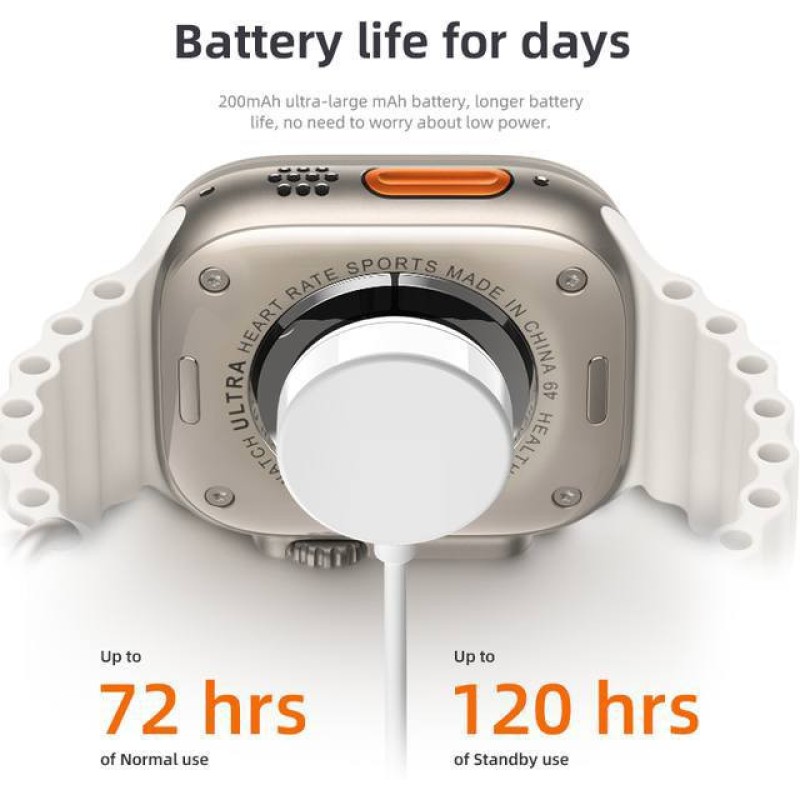 Battery life for days
200mAh ultra-large mAh battery, longer battery
life, no need to worry about low power.
ULTRA HEART RATE SPORTS MADE IN CHINA 49 HEALTH
Up to
72 hrs
of Normal use
Up to
120 hrs
of Standby use